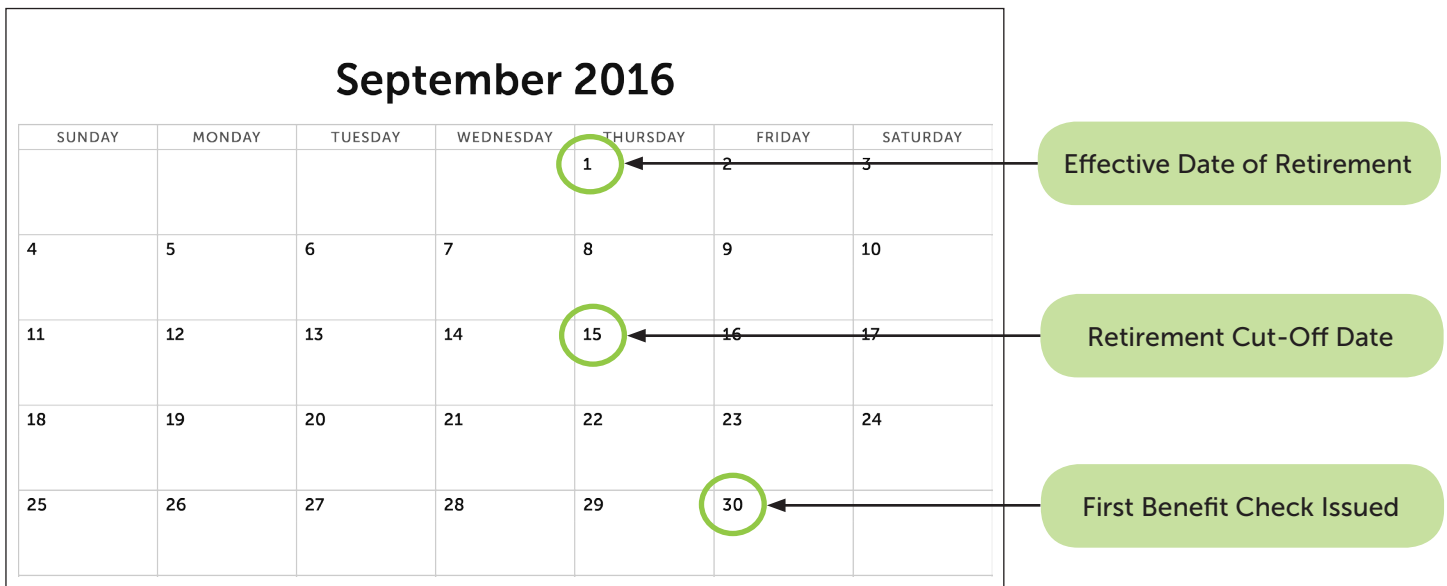 September 2016
SUNDAY MONDAY TUESDAY WEDNESDAY THURSDAY FRIDAY SATURDAY
1 2 3 Effective Date of Retirement
4 5 6 7 8 9 10
11 12 13 14 15 16 17 Retirement Cut-Off Date
18 19 20 21 22 23 24
25 26 27 28 29 30 First Benefit Check Issued